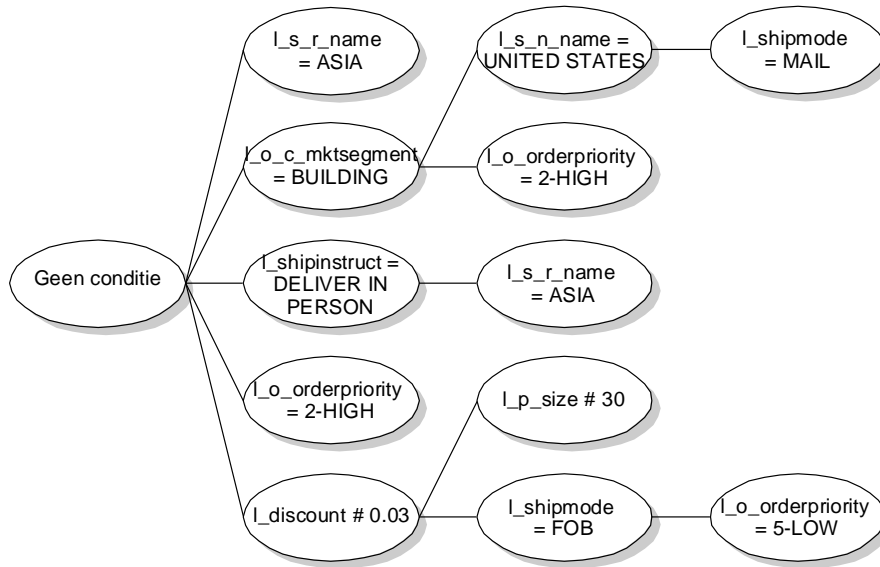 l_s_r_name
= ASIA
l_s_n_name =
UNITED STATES
l_shipmode
= MAIL
l_o_c_mktsegment
= BUILDING
l_o_orderpriority
= 2-HIGH
Geen conditie
l_shipinstruct =
DELIVER IN
PERSON
l_s_r_name
= ASIA
l_o_orderpriority
= 2-HIGH
l_p_size # 30
l_discount # 0.03
l_shipmode
= FOB
l_o_orderpriority
= 5-LOW